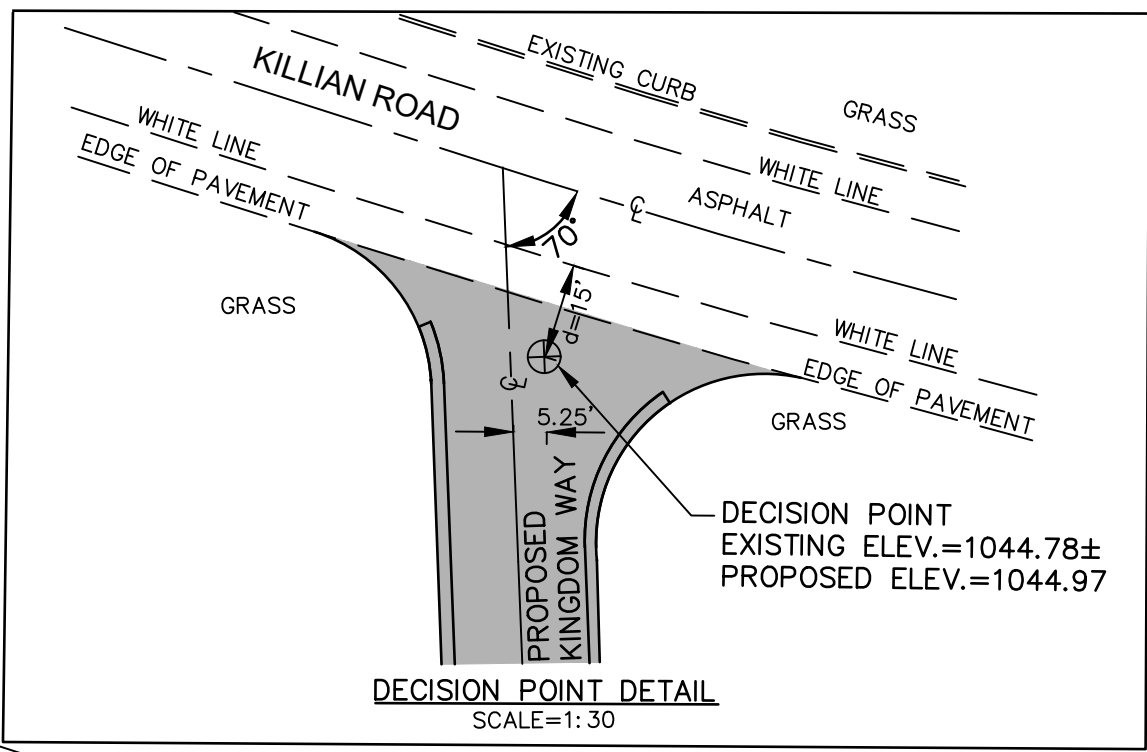 EXISTING CURB
GRASS
KILLIAN ROAD
WHITE LINE
EDGE OF PAVEMENT
WHITE LINE
ASPHALT
℄
70°
GRASS
d=15'
WHITE LINE
EDGE OF PAVEMENT
℄
5.25'
GRASS
PROPOSED
KINGDOM WAY
DECISION POINT
EXISTING ELEV.=1044.78±
PROPOSED ELEV.=1044.97
DECISION POINT DETAIL
SCALE=1:30